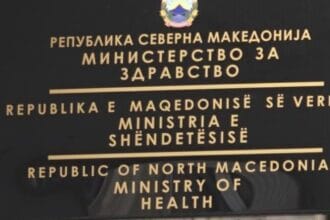 РЕПУБЛИКА СЕВЕРНА МАКЕДОНИЈА
МИНИСТЕРСТВО ЗА
ЗДРАВСТВО
REPUBLIKA E MAQEDONISË SË VERI
MINISTRIA E
SHËNDETËSISË
REPUBLIC OF NORTH MACEDONIA
MINISTRY OF
HEALTH